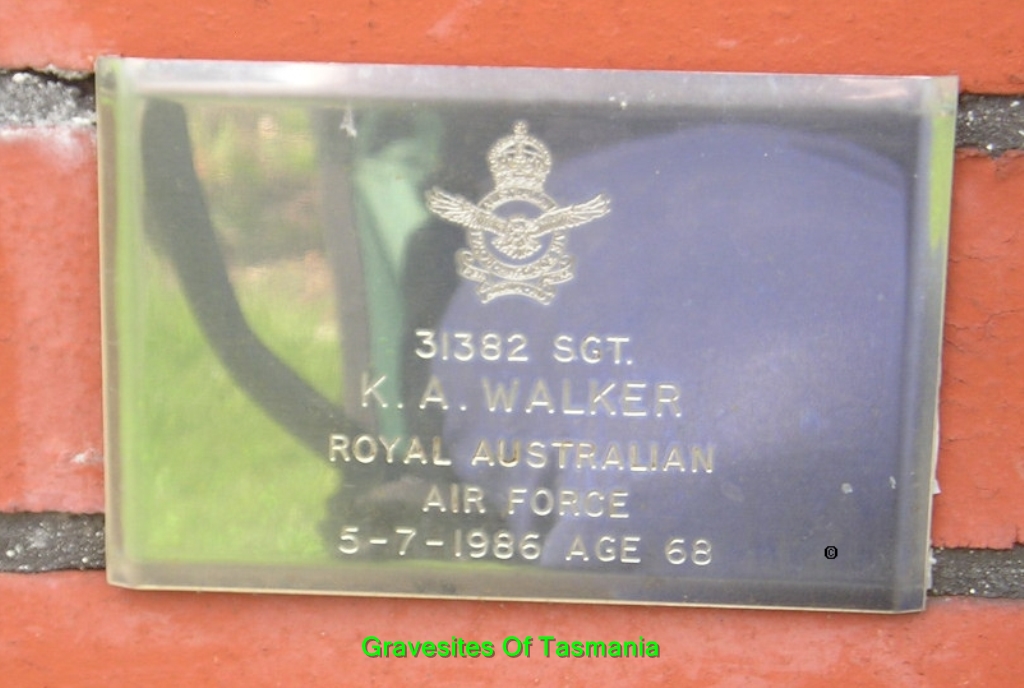 31382 SGT.
K. A. WALKER
ROYAL AUSTRALIAN
AIR FORCE
5-7-1986 AGE 68
©
Gravesites Of Tasmania